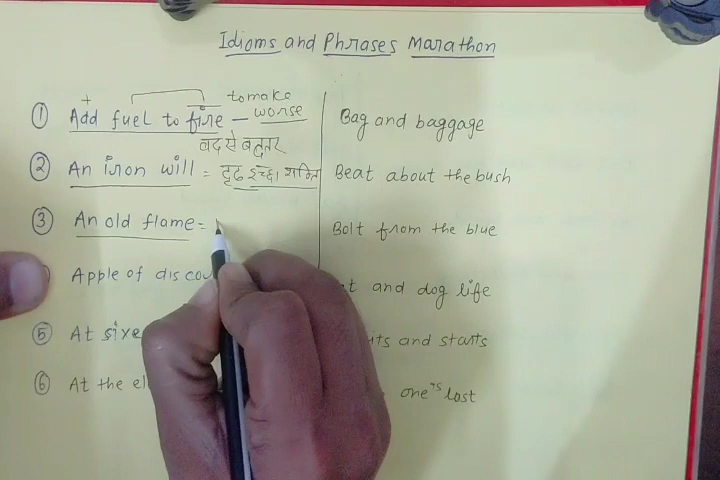 Idioms and Phrases Marathon
① Add fuel to fire — to make worse
बद से बदतर
② An iron will = दृढ इच्छा शक्ति
③ An old flame =
Apple of
⑤ At
⑥ At the
Bag and baggage
Beat about the bush
Bolt from the blue
and dog life
and starts
one's last